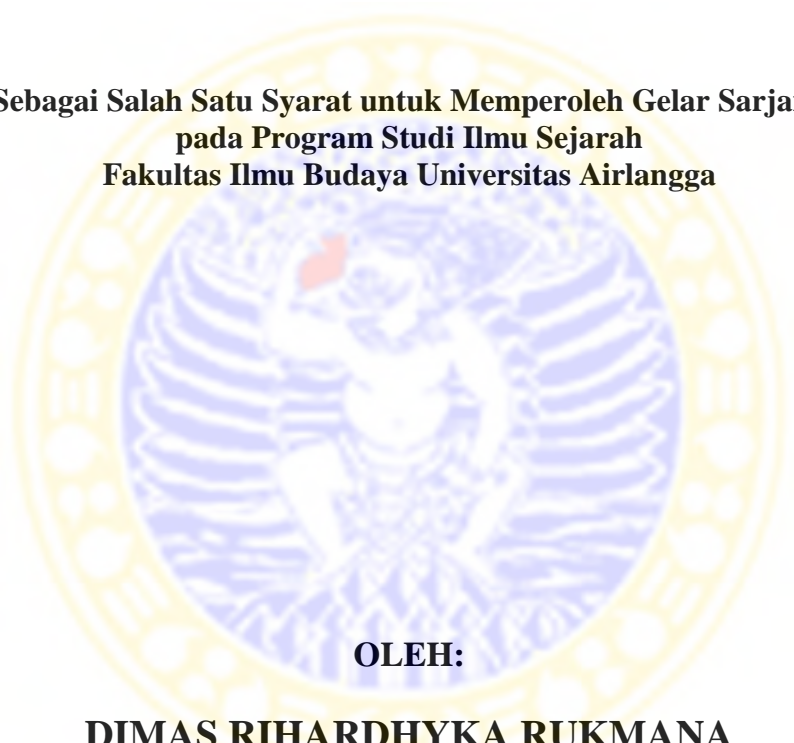 Sebagai Salah Satu Syarat untuk Memperoleh Gelar
pada Program Studi Ilmu Sejarah
Fakultas Ilmu Budaya Universitas Airlangga
OLEH:
DIMAS RIHARDHYKA RUKMANA